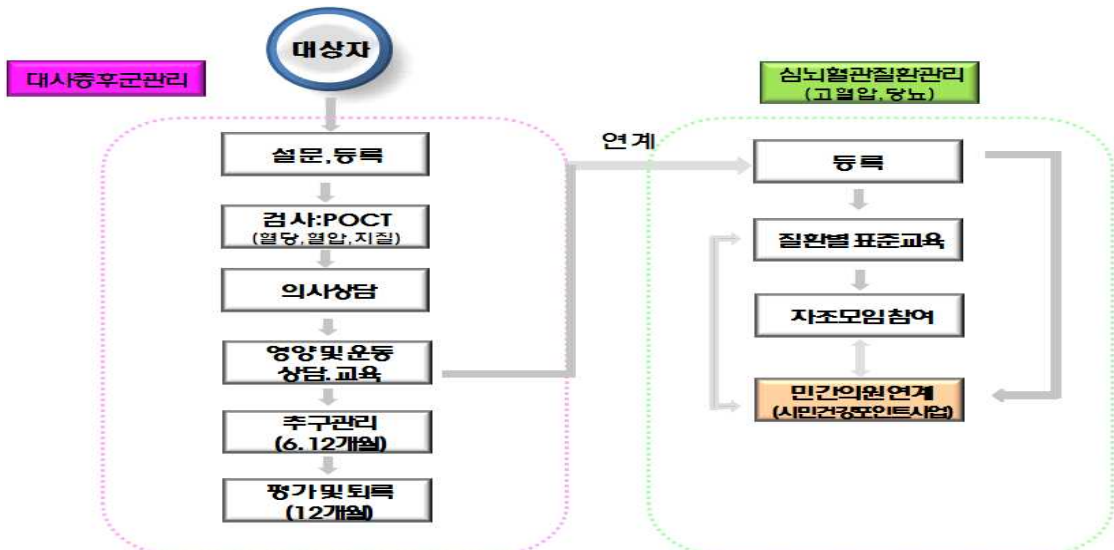 대상자
대사증후군관리
설문,등록
검사:POCT
(혈당,혈압,지질)
의사상담
영양및운동
상담.교육
추구관리
(6.12개월)
평가및퇴록
(12개월)
연계
심뇌혈관질환관리
(고혈압,당뇨)
등록
질환별표준교육
자조모임참여
민간의원연계
(시민건강포인트사업)